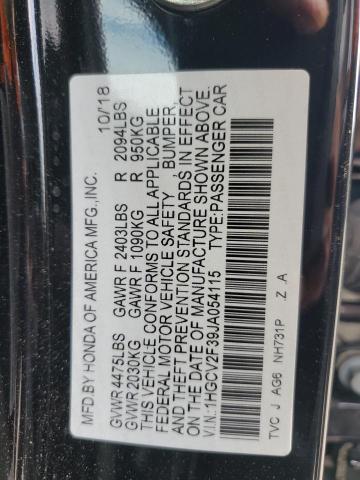 MFD BY HONDA OF AMERICA MFG.,INC. 10/'18
GVWR 4475LBS GAWR F 2403LBS R 2094LBS
GVWR 2030KG GAWR F 1090KG R 950KG
THIS VEHICLE CONFORMS TO ALL APPLICABLE
FEDERAL MOTOR VEHICLE SAFETY , BUMPER,
AND THEFT PREVENTION STANDARDS IN EFFECT
ON THE DATE OF MANUFACTURE SHOWN ABOVE.
V.I.N.:1HGCV2F39JA054115 TYPE:PASSENGER CAR
TVC J AG6 NH731P .Z .A